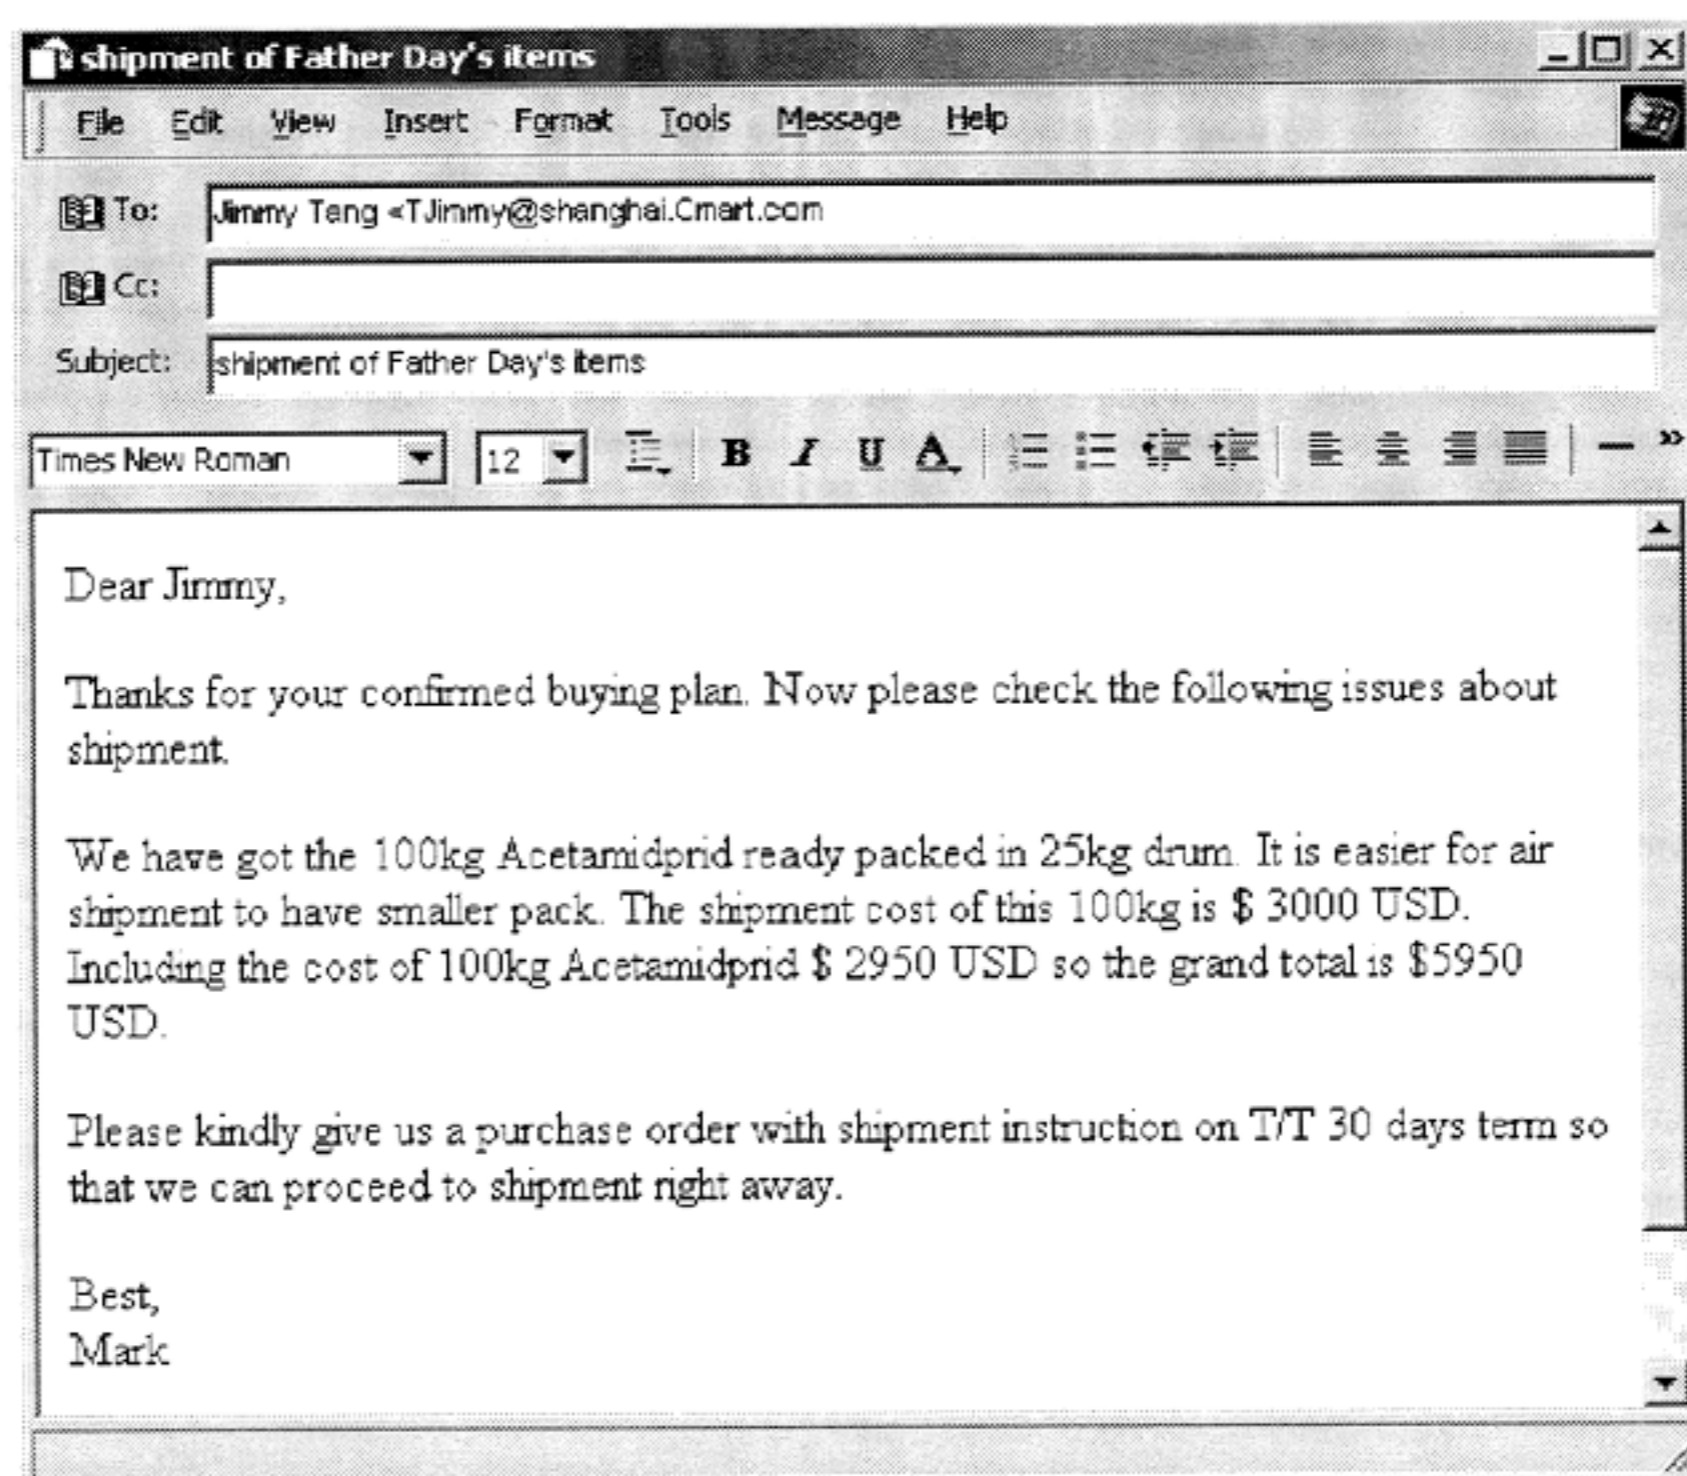 shipment of Father Day's items
File Edit View Insert Format Tools Message Help
To: Jimmy Tang <TJimmy@shanghai.Cmart.com
Cc:
Subject: shipment of Father Day's items
Times New Roman 12 B I U A »
Dear Jimmy,
Thanks for your confirmed buying plan. Now please check the following issues about
shipment.
We have got the 100kg Acetamidprid ready packed in 25kg drum. It is easier for air
shipment to have smaller pack. The shipment cost of this 100kg is $ 3000 USD.
Including the cost of 100kg Acetamidprid $ 2950 USD so the grand total is $5950
USD.
Please kindly give us a purchase order with shipment instruction on T/T 30 days term so
that we can proceed to shipment right away.
Best,
Mark